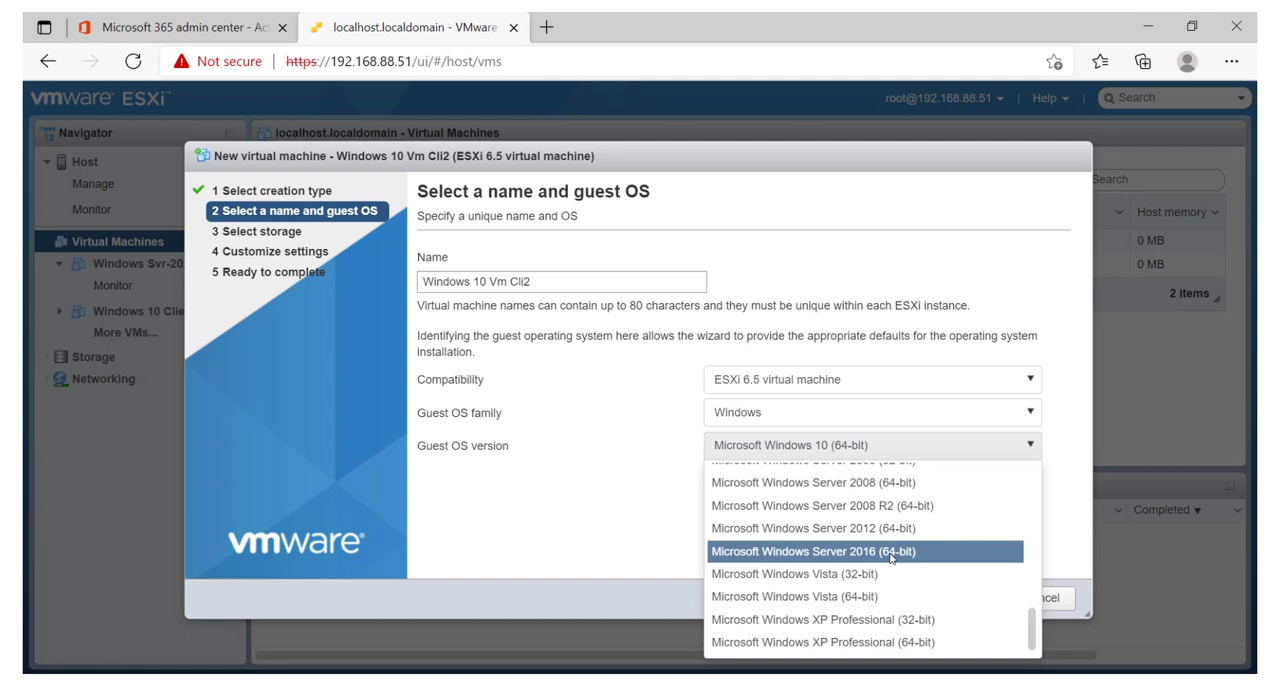 Microsoft 365 admin center - Ac
localhost.localdomain - VMware
Not secure | https://192.168.88.51/ui/#/host/vms
vmware ESXi™
root@192.168.88.51 | Help | Search
Navigator
localhost.localdomain - Virtual Machines
Host
Manage
Monitor
Virtual Machines
Windows Svr-20
Monitor
Windows 10 Clie
More VMs...
Storage
Networking
New virtual machine - Windows 10 Vm Cli2 (ESXi 6.5 virtual machine)
1 Select creation type
2 Select a name and guest OS
3 Select storage
4 Customize settings
5 Ready to complete
vmware®
Select a name and guest OS
Specify a unique name and OS
Name
Windows 10 Vm Cli2
Virtual machine names can contain up to 80 characters and they must be unique within each ESXi instance.
Identifying the guest operating system here allows the wizard to provide the appropriate defaults for the operating system
installation.
Compatibility
ESXi 6.5 virtual machine
Guest OS family
Windows
Guest OS version
Microsoft Windows 10 (64-bit)
Microsoft Windows Server 2008 (64-bit)
Microsoft Windows Server 2008 R2 (64-bit)
Microsoft Windows Server 2012 (64-bit)
Microsoft Windows Server 2016 (64-bit)
Microsoft Windows Vista (32-bit)
Microsoft Windows Vista (64-bit)
Microsoft Windows XP Professional (32-bit)
Microsoft Windows XP Professional (64-bit)
ncel
Search
Host memory
0 MB
0 MB
2 items
Completed